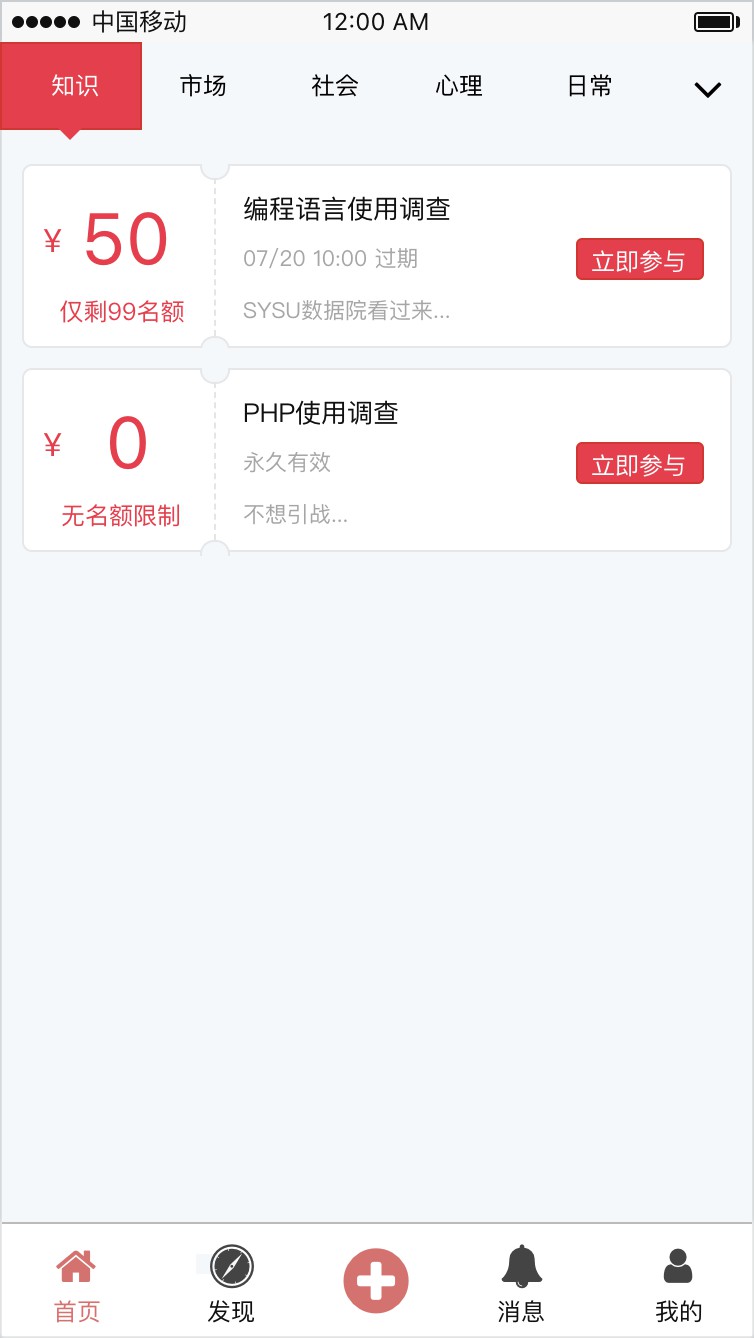 中国移动 12:00 AM
知识 市场 社会 心理 日常
编程语言使用调查
¥ 50
07/20 10:00 过期
立即参与
仅剩99名额
SYSU数据院看过来...
PHP使用调查
¥ 0
永久有效
立即参与
无名额限制
不想引战...
首页 发现 消息 我的